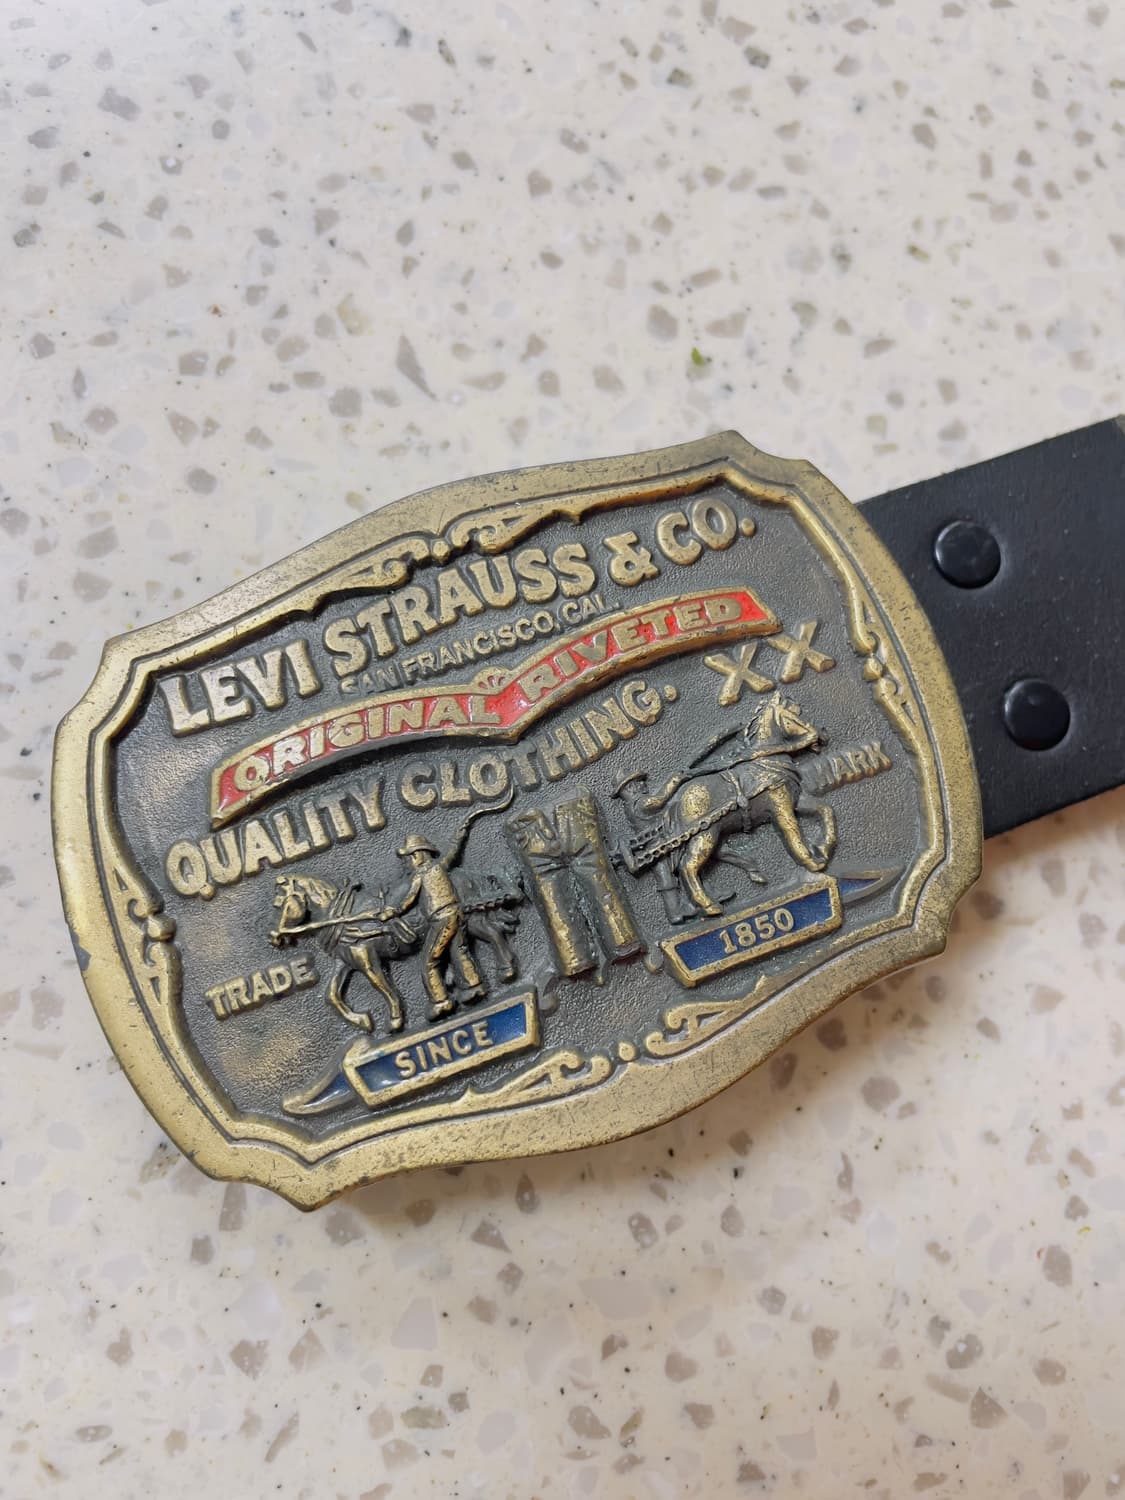 LEVI STRAUSS & CO.
SAN FRANCISCO, CAL.
ORIGINAL RIVETED
QUALITY CLOTHING.
XX
TRADE MARK
SINCE 1850